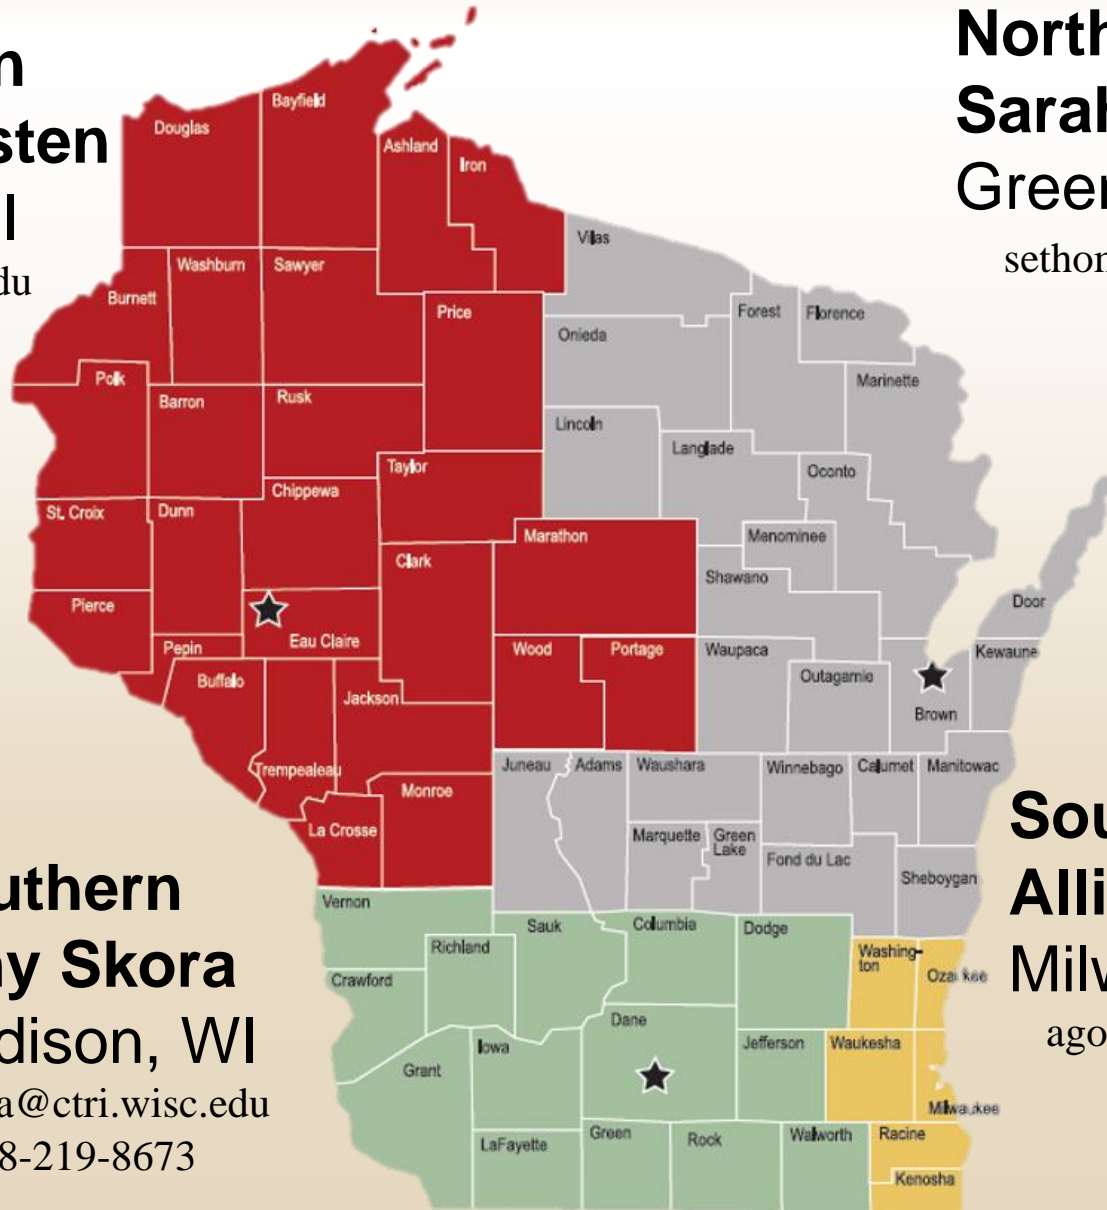 n
sten
I
du
North
Sarah
Green
sethon
Bayfield
Douglas
Ashland
Iron
Vilas
Washburn
Sawyer
Burnett
Price
Forest
Florence
Onieda
Polk
Marinette
Barron
Rusk
Lincoln
Langlade
Taylor
Oconto
Chippewa
St. Croix
Dunn
Marathon
Menominee
Clark
Shawano
Pierce
Door
Eau Claire
Pepin
Wood
Portage
Waupaca
Kewaune
Buffalo
Outagamie
Jackson
Brown
Trempealeau
Juneau
Adams
Waushara
Winnebago
Calumet
Manitowac
Monroe
La Crosse
Marquette
Green
Lake
Fond du Lac
Sheboygan
Sou
Alli
Milw
ago
uthern
ny Skora
dison, WI
a@ctri.wisc.edu
8-219-8673
Vernon
Sauk
Columbia
Dodge
Richland
Washing-
ton
Crawford
Ozaukee
Dane
Iowa
Jefferson
Waukesha
Grant
Milwaukee
LaFayette
Green
Rock
Walworth
Racine
Kenosha